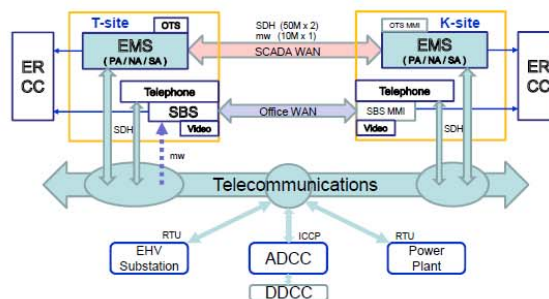 T-site
OTS
EMS
( PA / NA / SA )
SDH (50M x 2)
mw (10M x 1)
SCADA WAN
OTS MMI
K-site
EMS
( PA / NA / SA )
ER
CC
Telephone
SBS
Video
Office WAN
Telephone
SBS MMI
Video
ER
CC
SDH
mw
SDH
Telecommunications
RTU
ICCP
RTU
EHV
Substation
ADCC
Power
Plant
DDCC